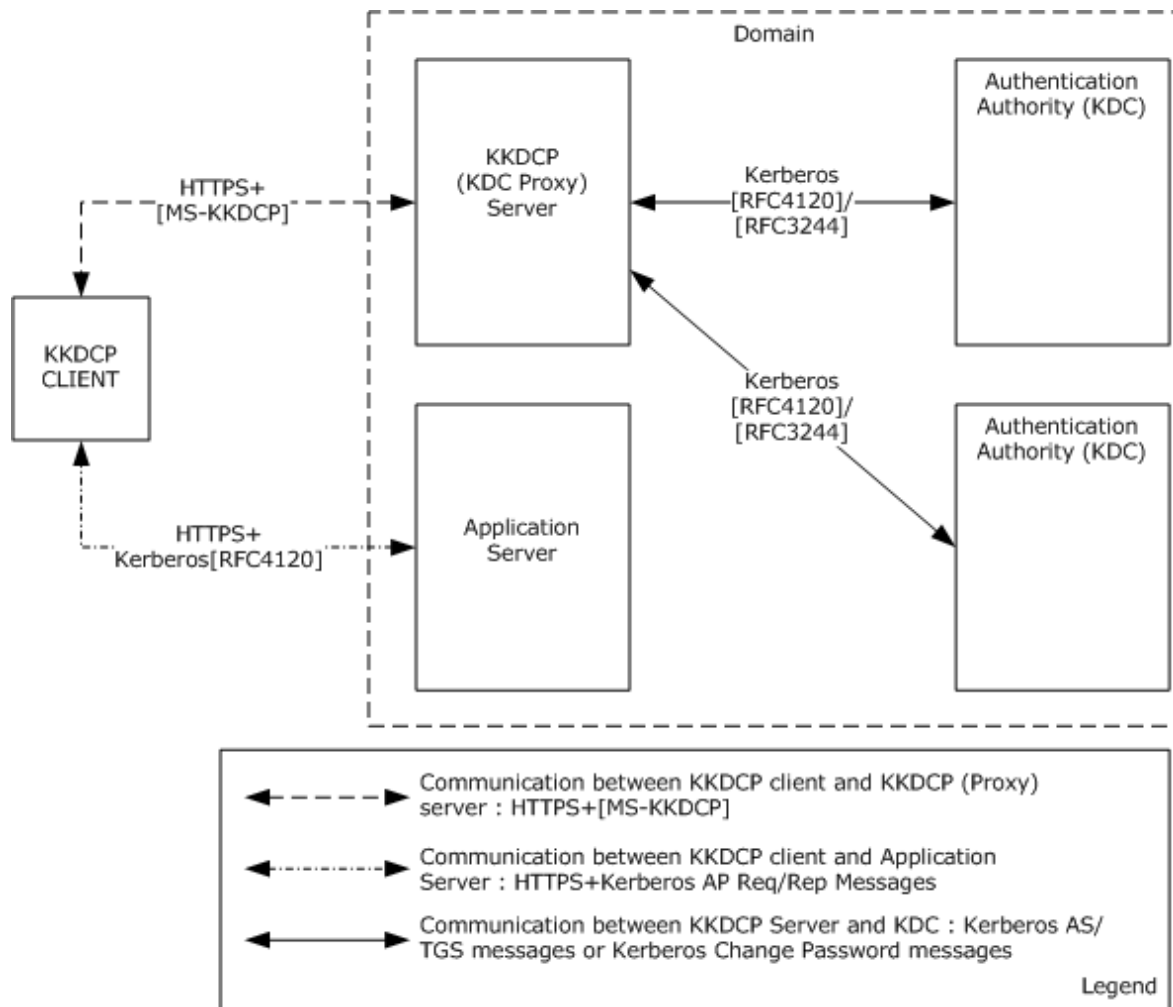 Domain
KKDCP
(KDC Proxy)
Server
Authentication
Authority (KDC)
HTTPS+
[MS-KKDCP]
Kerberos
[RFC4120]/
[RFC3244]
KKDCP
CLIENT
Kerberos
[RFC4120]/
[RFC3244]
Authentication
Authority (KDC)
Application
Server
HTTPS+
Kerberos[RFC4120]
Communication between KKDCP client and KKDCP (Proxy)
server : HTTPS+[MS-KKDCP]
Communication between KKDCP client and Application
Server : HTTPS+Kerberos AP Req/Rep Messages
Communication between KKDCP Server and KDC : Kerberos AS/
TGS messages or Kerberos Change Password messages
Legend